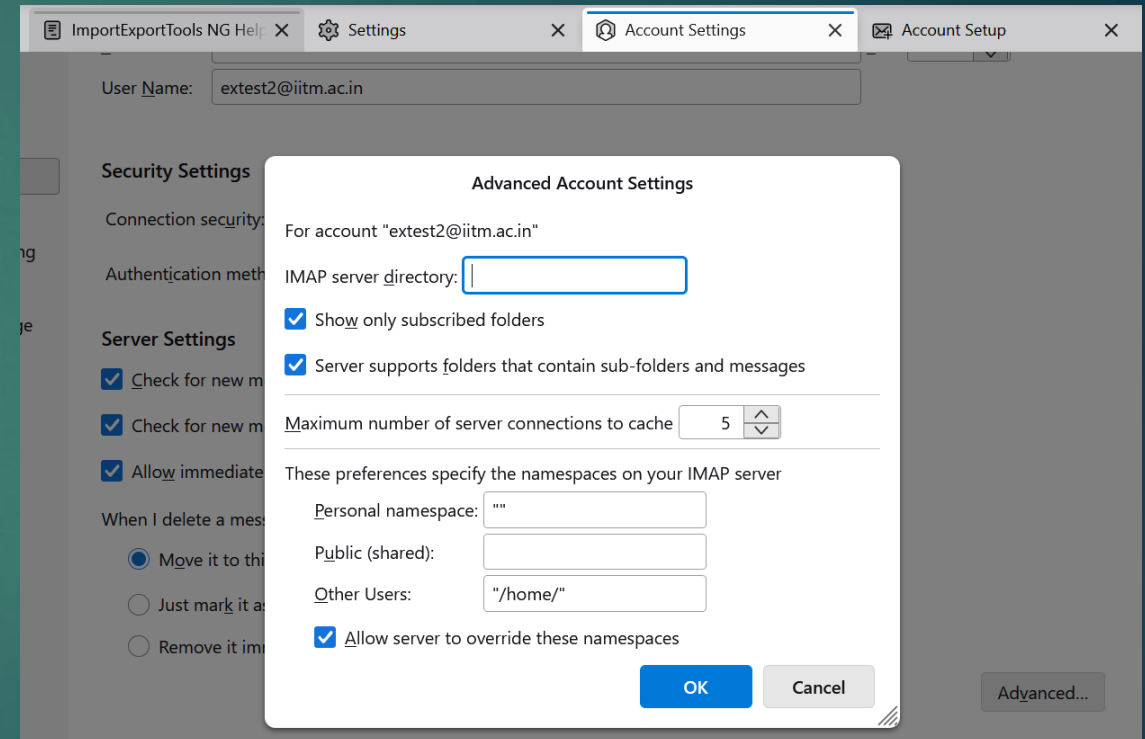 ImportExportTools NG Help
Settings
Account Settings
Account Setup
User Name:
extest2@iitm.ac.in
Security Settings
Connection security:
Authentication meth
ng
ge
Server Settings
Check for new m
Check for new m
Allow immediate
When I delete a mess
Move it to thi
Just mark it as
Remove it imm
Advanced...
Advanced Account Settings
For account "extest2@iitm.ac.in"
IMAP server directory:
Show only subscribed folders
Server supports folders that contain sub-folders and messages
Maximum number of server connections to cache 5
These preferences specify the namespaces on your IMAP server
Personal namespace: ""
Public (shared):
Other Users: "/home/"
Allow server to override these namespaces
OK
Cancel